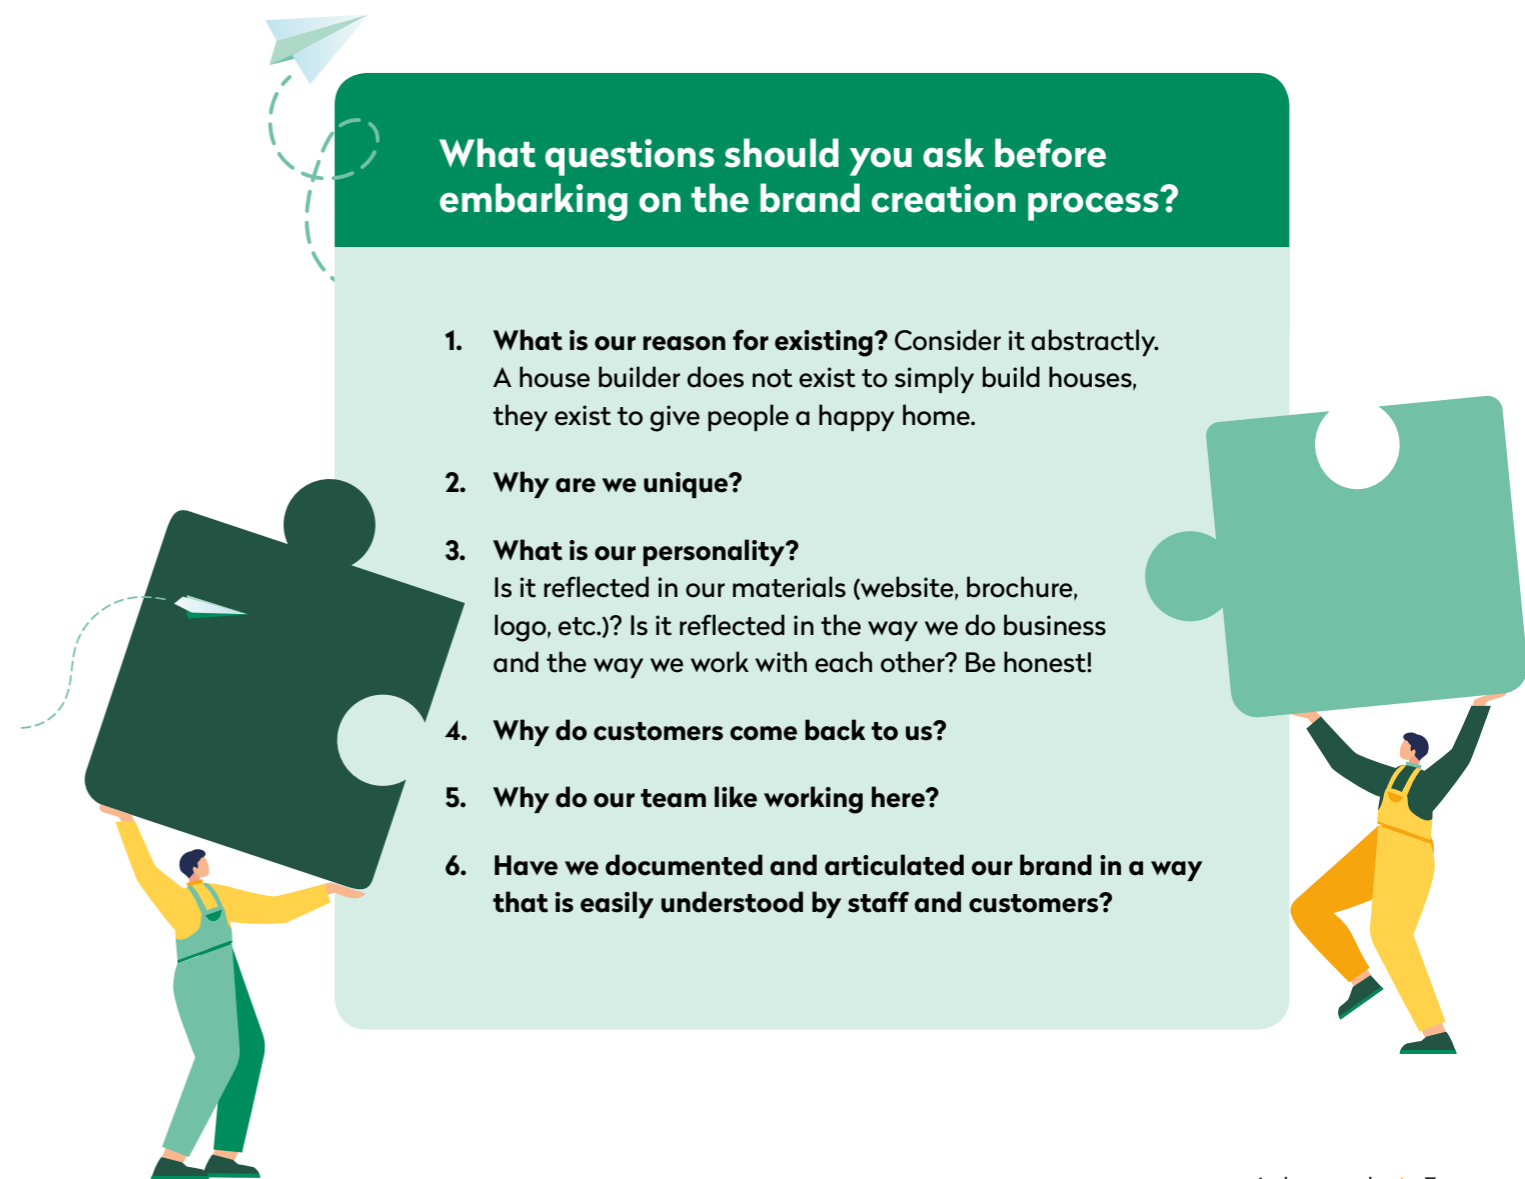 What questions should you ask before
embarking on the brand creation process?
1. What is our reason for existing? Consider it abstractly.
A house builder does not exist to simply build houses,
they exist to give people a happy home.
2. Why are we unique?
3. What is our personality?
Is it reflected in our materials (website, brochure,
logo, etc.)? Is it reflected in the way we do business
and the way we work with each other? Be honest!
4. Why do customers come back to us?
5. Why do our team like working here?
6. Have we documented and articulated our brand in a way
that is easily understood by staff and customers?